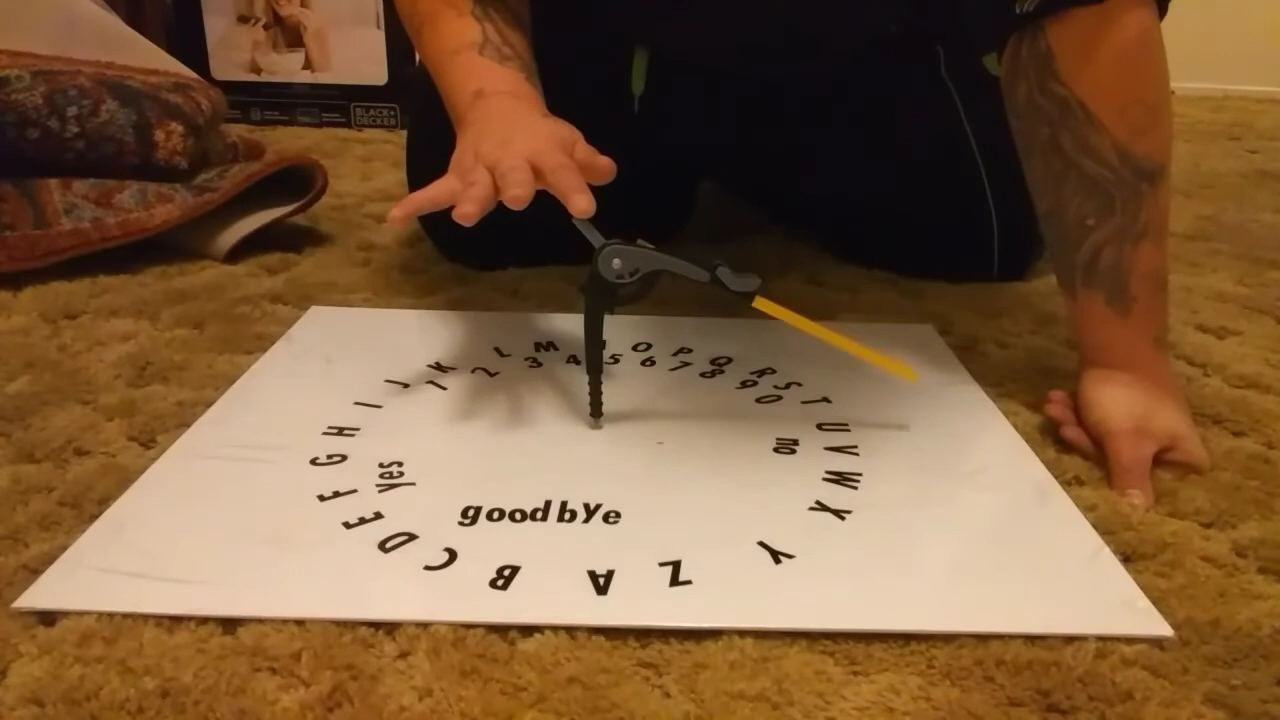 BLACK+
DECKER
J K L M O P Q R S T
1 2 3 4 5 6 7 8 9 0
I H G F E D C B A Z Y X W V U
yes
no
goodbye